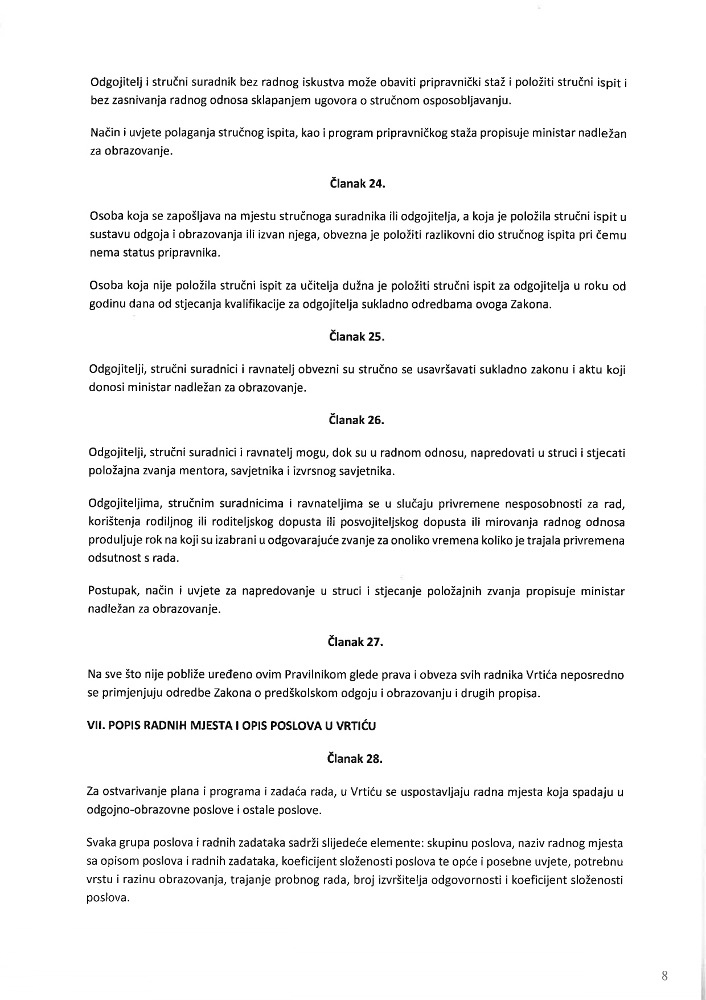 Odgojitelj i stručni suradnik bez radnog iskustva može obaviti pripravnički staž i položiti stručni ispit i
bez zasnivanja radnog odnosa sklapanjem ugovora o stručnom osposobljavanju.
Način i uvjete polaganja stručnog ispita, kao i program pripravničkog staža propisuje ministar nadležan
za obrazovanje.
Članak 24.
Osoba koja se zapošljava na mjestu stručnoga suradnika ili odgojitelja, a koja je položila stručni ispit u
sustavu odgoja i obrazovanja ili izvan njega, obvezna je položiti razlikovni dio stručnog ispita pri čemu
nema status pripravnika.
Osoba koja nije položila stručni ispit za učitelja dužna je položiti stručni ispit za odgojitelja u roku od
godinu dana od stjecanja kvalifikacije za odgojitelja sukladno odredbama ovoga Zakona.
Članak 25.
Odgojitelji, stručni suradnici i ravnatelj obvezni su stručno se usavršavati sukladno zakonu i aktu koji
donosi ministar nadležan za obrazovanje.
Članak 26.
Odgojitelji, stručni suradnici i ravnatelj mogu, dok su u radnom odnosu, napredovati u struci i stjecati
položajna zvanja mentora, savjetnika i izvrsnog savjetnika.
Odgojiteljima, stručnim suradnicima i ravnateljima se u slučaju privremene nesposobnosti za rad,
korištenja rodiljnog ili roditeljskog dopusta ili posvojiteljskog dopusta ili mirovanja radnog odnosa
produljuje rok na koji su izabrani u odgovarajuće zvanje za onoliko vremena koliko je trajala privremena
odsutnost s rada.
Postupak, način i uvjete za napredovanje u struci i stjecanje položajnih zvanja propisuje ministar
nadležan za obrazovanje.
Članak 27.
Na sve što nije pobliže uređeno ovim Pravilnikom glede prava i obveza svih radnika Vrtića neposredno
se primjenjuju odredbe Zakona o predškolskom odgoju i obrazovanju i drugih propisa.
VII. POPIS RADNIH MJESTA I OPIS POSLOVA U VRTIĆU
Članak 28.
Za ostvarivanje plana i programa i zadaća rada, u Vrtiću se uspostavljaju radna mjesta koja spadaju u
odgojno-obrazovne poslove i ostale poslove.
Svaka grupa poslova i radnih zadataka sadrži slijedeće elemente: skupinu poslova, naziv radnog mjesta
sa opisom poslova i radnih zadataka, koeficijent složenosti poslova te opće i posebne uvjete, potrebnu
vrstu i razinu obrazovanja, trajanje probnog rada, broj izvršitelja odgovornosti i koeficijent složenosti
poslova.
8